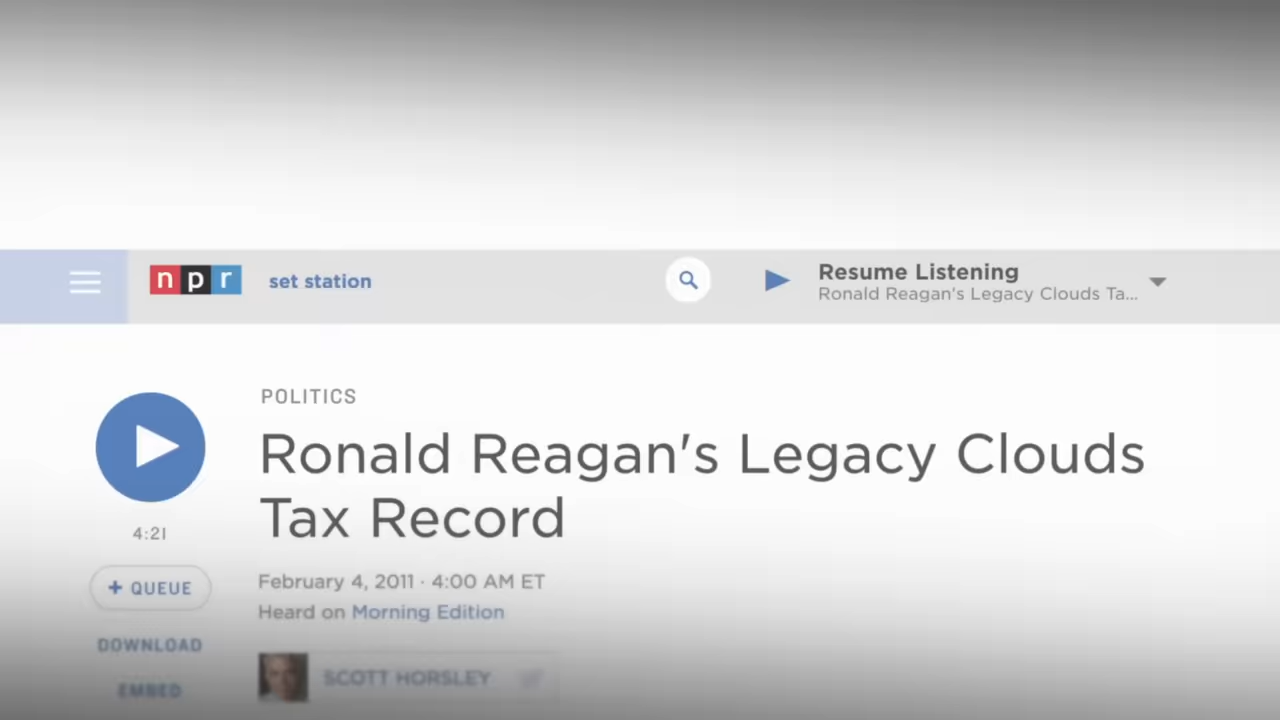 npr set station
Resume Listening
Ronald Reagan's Legacy Clouds Ta...
POLITICS
Ronald Reagan's Legacy Clouds
Tax Record
4:21
February 4, 2011 · 4:00 AM ET
+ QUEUE
Heard on Morning Edition
DOWNLOAD
SCOTT HORSLEY
EMBED